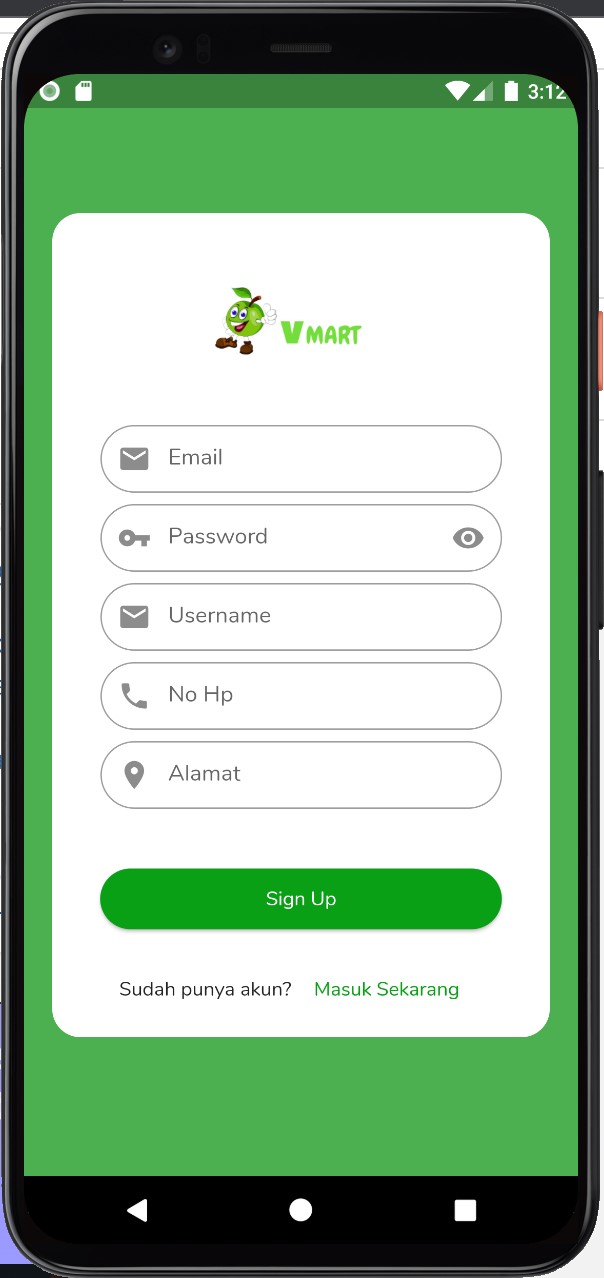 3:12
V MART
Email
Password
Username
No Hp
Alamat
Sign Up
Sudah punya akun? Masuk Sekarang